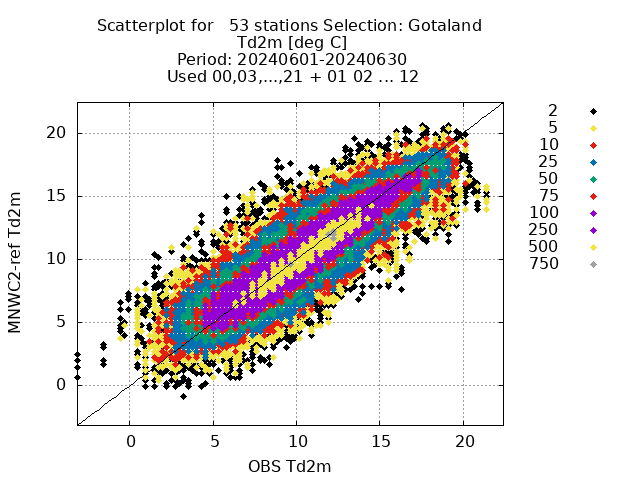 Scatterplot for   53 stations Selection: Gotaland
Td2m [deg C]
Period: 20240601-20240630
Used 00,03,...,21 + 01 02 ... 12
MNWC2-ref Td2m
20
15
10
5
0
0 5 10 15 20
OBS Td2m
2
5
10
25
50
75
100
250
500
750